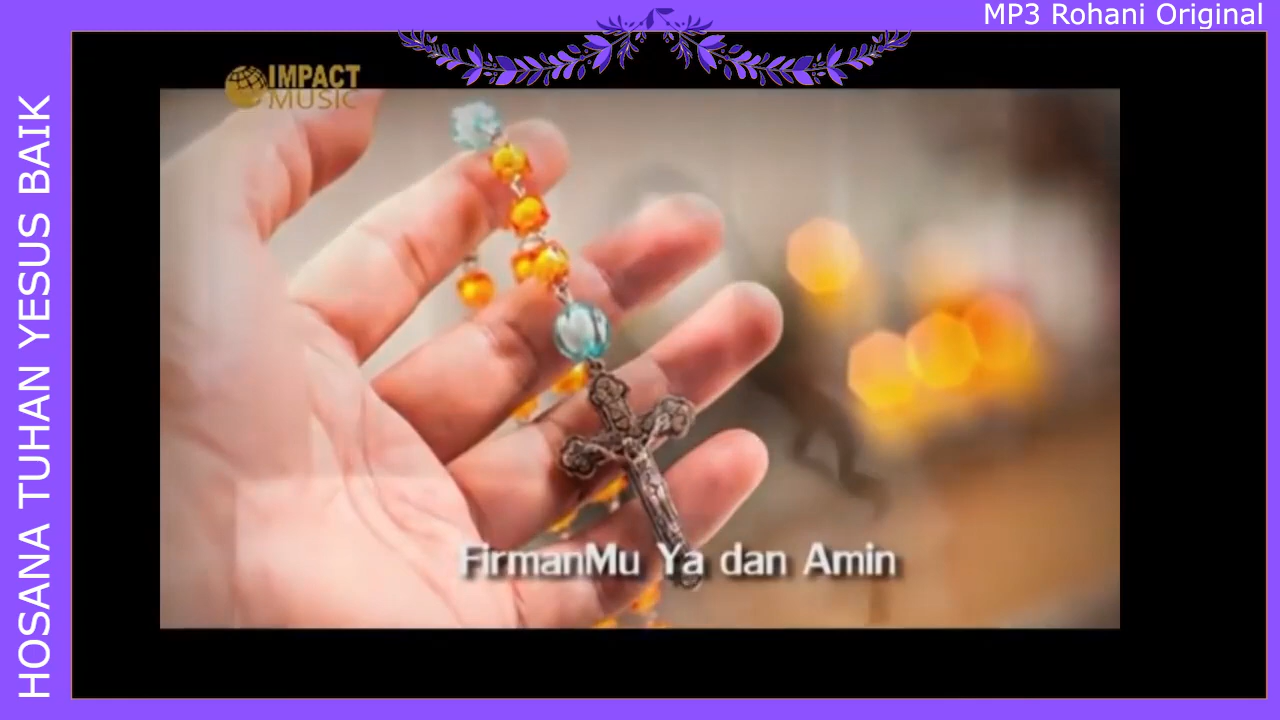 MP3 Rohani Original
IMPACT
MUSIC
HOSANA TUHAN YESUS BAIK
FirmanMu Ya dan Amin